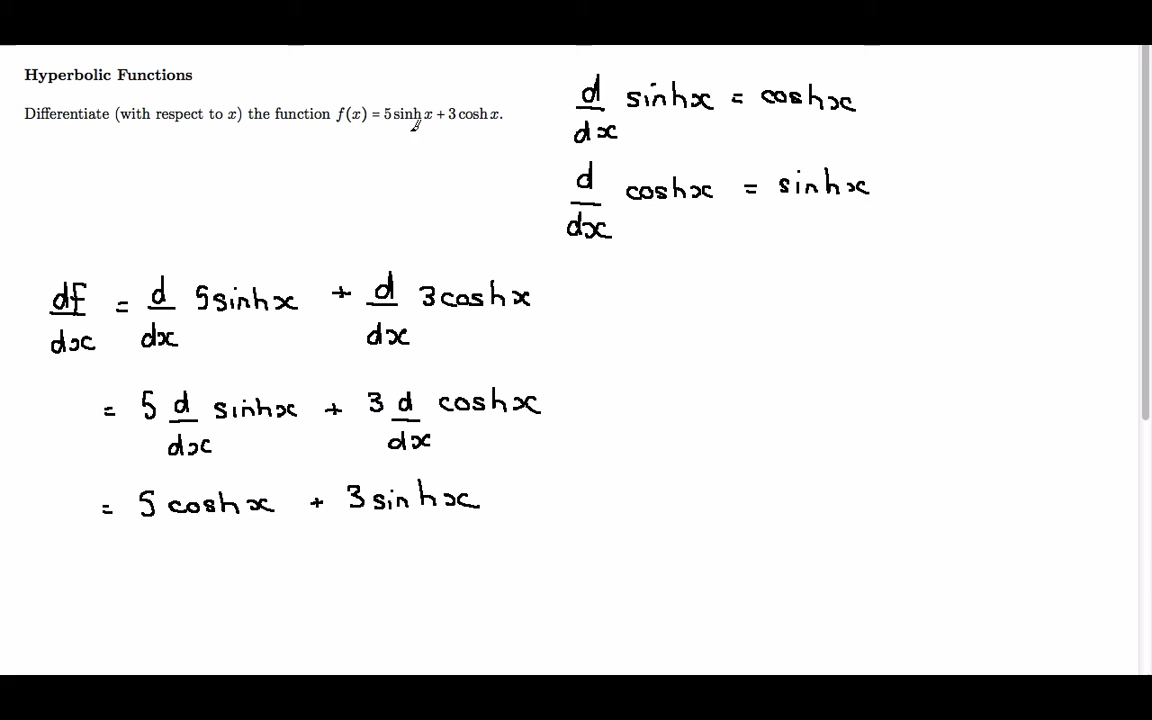 Hyperbolic Functions
Differentiate (with respect to x) the function f(x) = 5 sinh x + 3 cosh x.
d/dx sinhx = coshx
d/dx coshx = sinhx
df/dx = d/dx 5sinhx + d/dx 3coshx
= 5 d/dx sinhx + 3 d/dx coshx
= 5 coshx + 3 sinhx